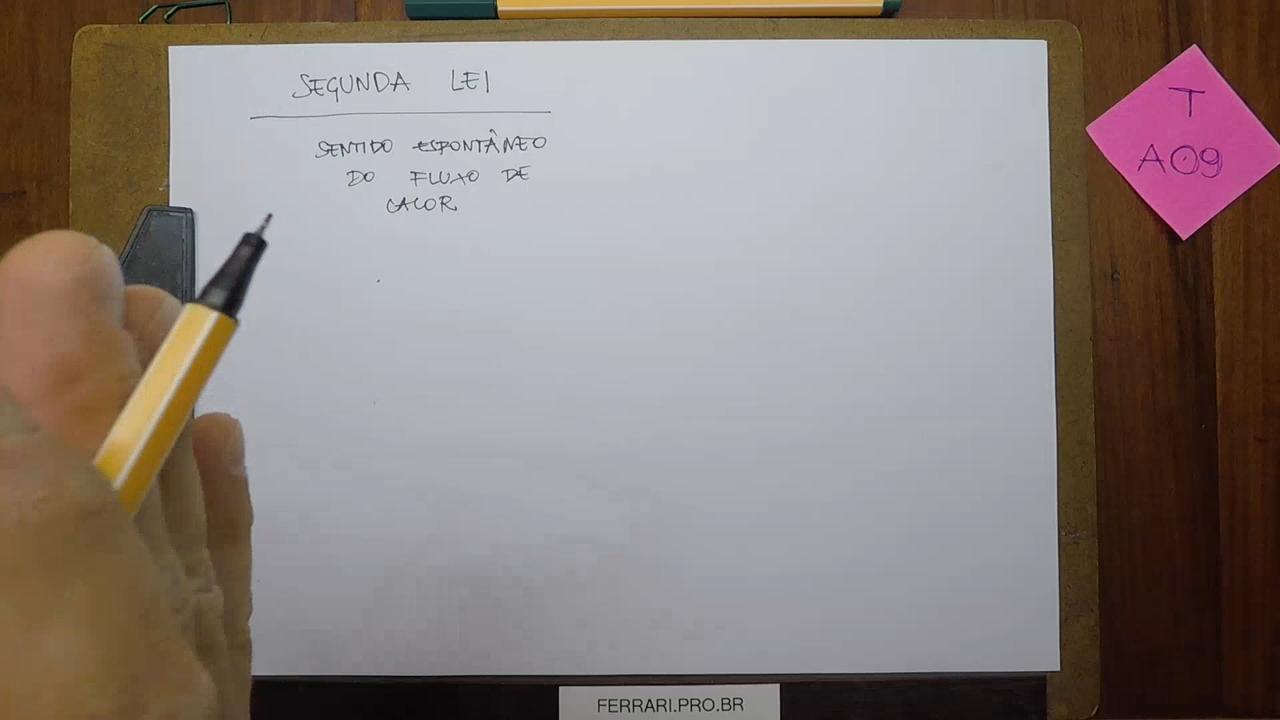 SEGUNDA LEI
SENTIDO ESPONTÂNEO
DO FLUXO DE
CALOR
T
A09
FERRARI.PRO.BR